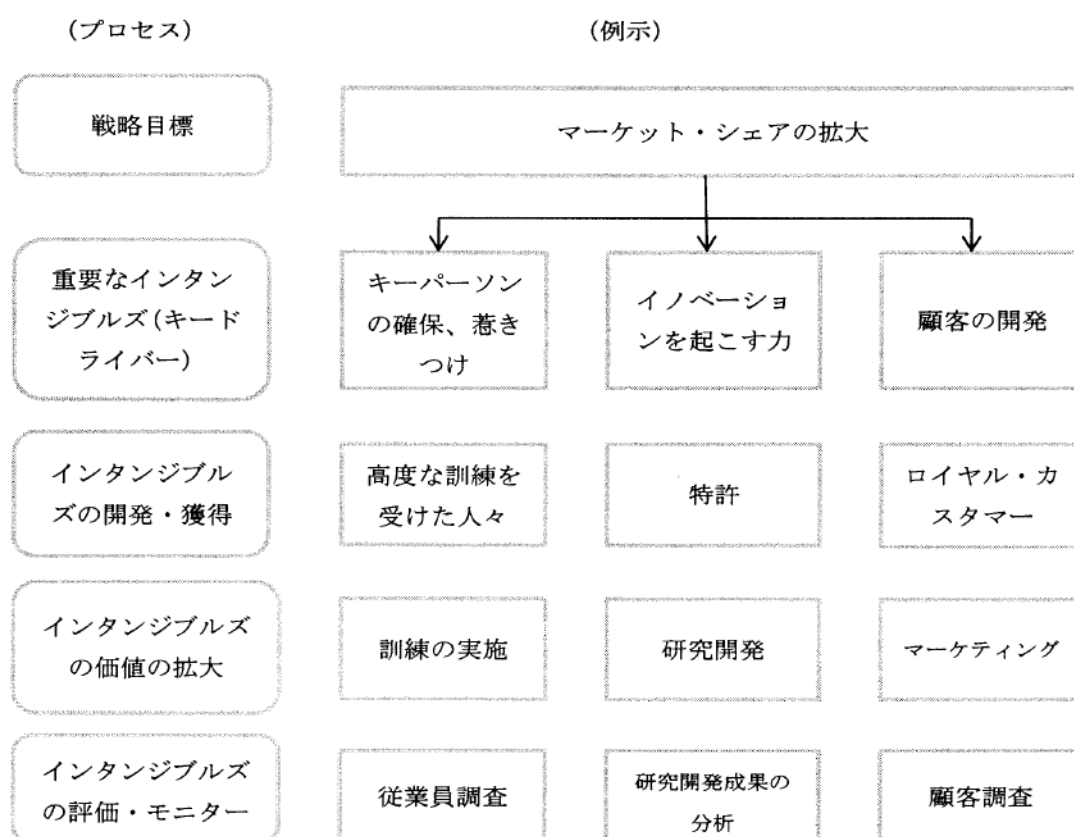 (プロセス)
(例示)
戦略目標
マーケット・シェアの拡大
重要なインタン
ジブルズ(キード
ライバー)
キーパーソン
の確保、惹き
つけ
イノベーショ
ンを起こす力
顧客の開発
インタンジブル
ズの開発・獲得
高度な訓練を
受けた人々
特許
ロイヤル・カ
スタマー
インタンジブルズ
の価値の拡大
訓練の実施
研究開発
マーケティング
インタンジブルズ
の評価・モニター
従業員調査
研究開発成果の
分析
顧客調査